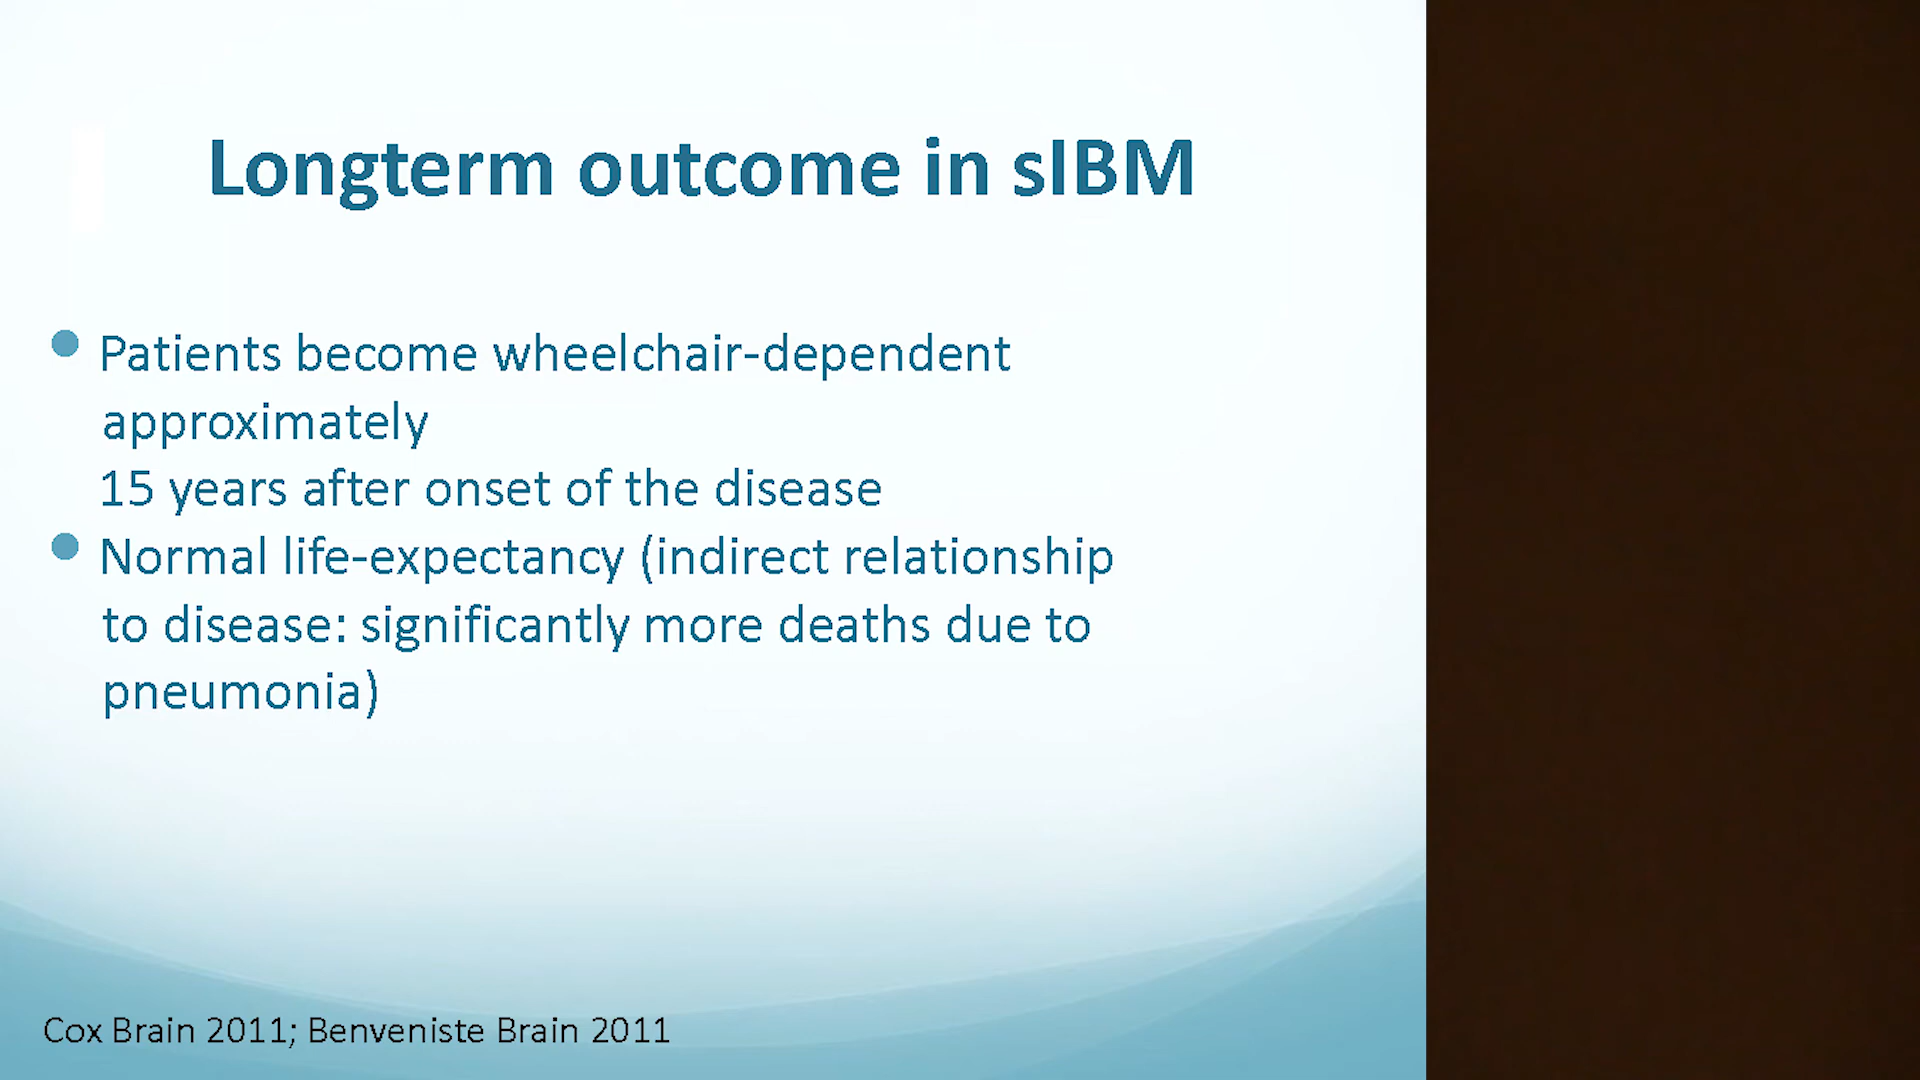 Longterm outcome in sIBM
Patients become wheelchair-dependent
approximately
15 years after onset of the disease
Normal life-expectancy (indirect relationship
to disease: significantly more deaths due to
pneumonia)
Cox Brain 2011; Benveniste Brain 2011